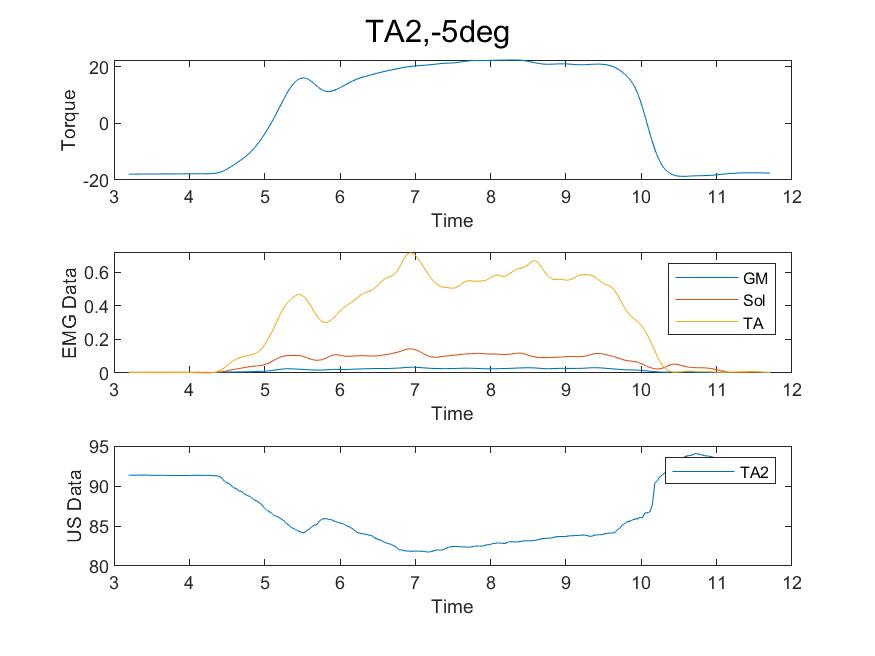 TA2,-5deg
20
0
-20
Torque
3 4 5 6 7 8 9 10 11 12
Time
0.6
0.4
0.2
0
EMG Data
GM
Sol
TA
3 4 5 6 7 8 9 10 11 12
Time
95
90
85
80
US Data
TA2
3 4 5 6 7 8 9 10 11 12
Time